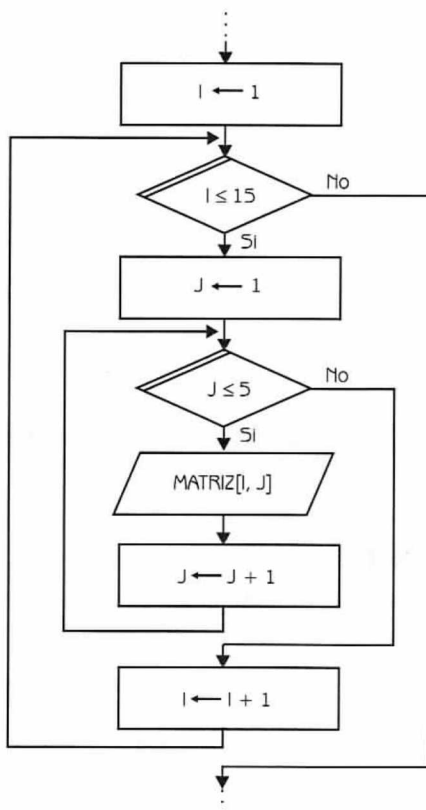 I ← 1
I ≤ 15
No
Si
J ← 1
J ≤ 5
No
Si
MATRIZ[I, J]
J ← J + 1
I ← I + 1